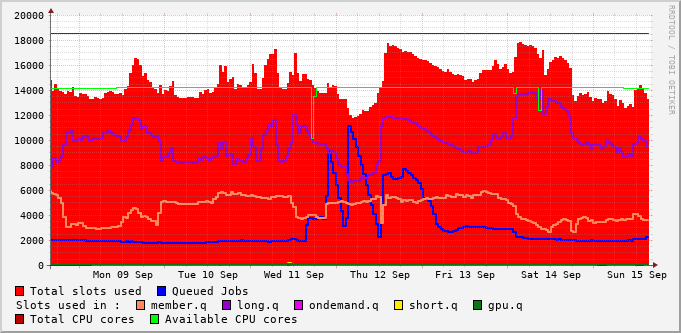 RRDTOOL / TOBI OETIKER
20000
18000
16000
14000
12000
10000
8000
6000
4000
2000
0
Mon 09 Sep Tue 10 Sep Wed 11 Sep Thu 12 Sep Fri 13 Sep Sat 14 Sep Sun 15 Sep
Total slots used Queued Jobs
Slots used in : member.q long.q ondemand.q short.q gpu.q
Total CPU cores Available CPU cores